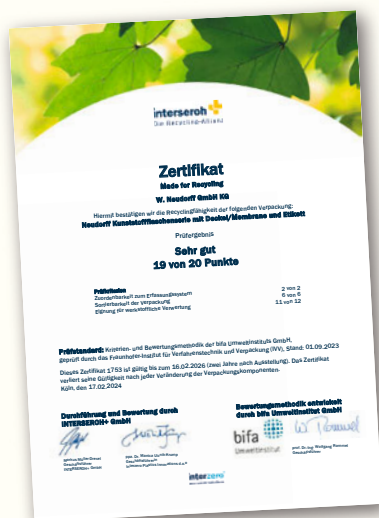 interseroh
Die Recycling-Allianz
Zertifikat
Made for Recycling
W. Neudorff GmbH KG
Hiermit bestätigen wir die Recyclingfähigkeit der folgenden Verpackung:
Neudorff Kunststoffflaschenserie mit Deckel/Membrane und Etikett
Prüfergebnis
Sehr gut
19 von 20 Punkte
Prüfkriterien
Zuordenbarkeit zum Erfassungssystem 2 von 2
Sortierbarkeit der Verpackung 6 von 6
Eignung zur werkstofflichen Verwertung 11 von 12
Prüfstandard: Kriterien- und Bewertungsmethodik der bifa Umweltinstituts GmbH,
geprüft durch das Fraunhofer-Institut für Verfahrenstechnik und Verpackung (IVV), Stand: 01.09.2023
Dieses Zertifikat 1753 ist gültig bis zum 16.02.2026 (zwei Jahre nach Ausstellung). Das Zertifikat
verliert seine Gültigkeit nach jeder Veränderung der Verpackungskomponenten.
Köln, den 17.02.2024
Durchführung und Bewertung durch
INTERSEROH+ GmbH
Bewertungsmethodik entwickelt
durch bifa Umweltinstitut GmbH
bifa
Umweltinstitut
Geschäftsführer
INTERSEROH+ GmbH
Geschäftsführer
interzero